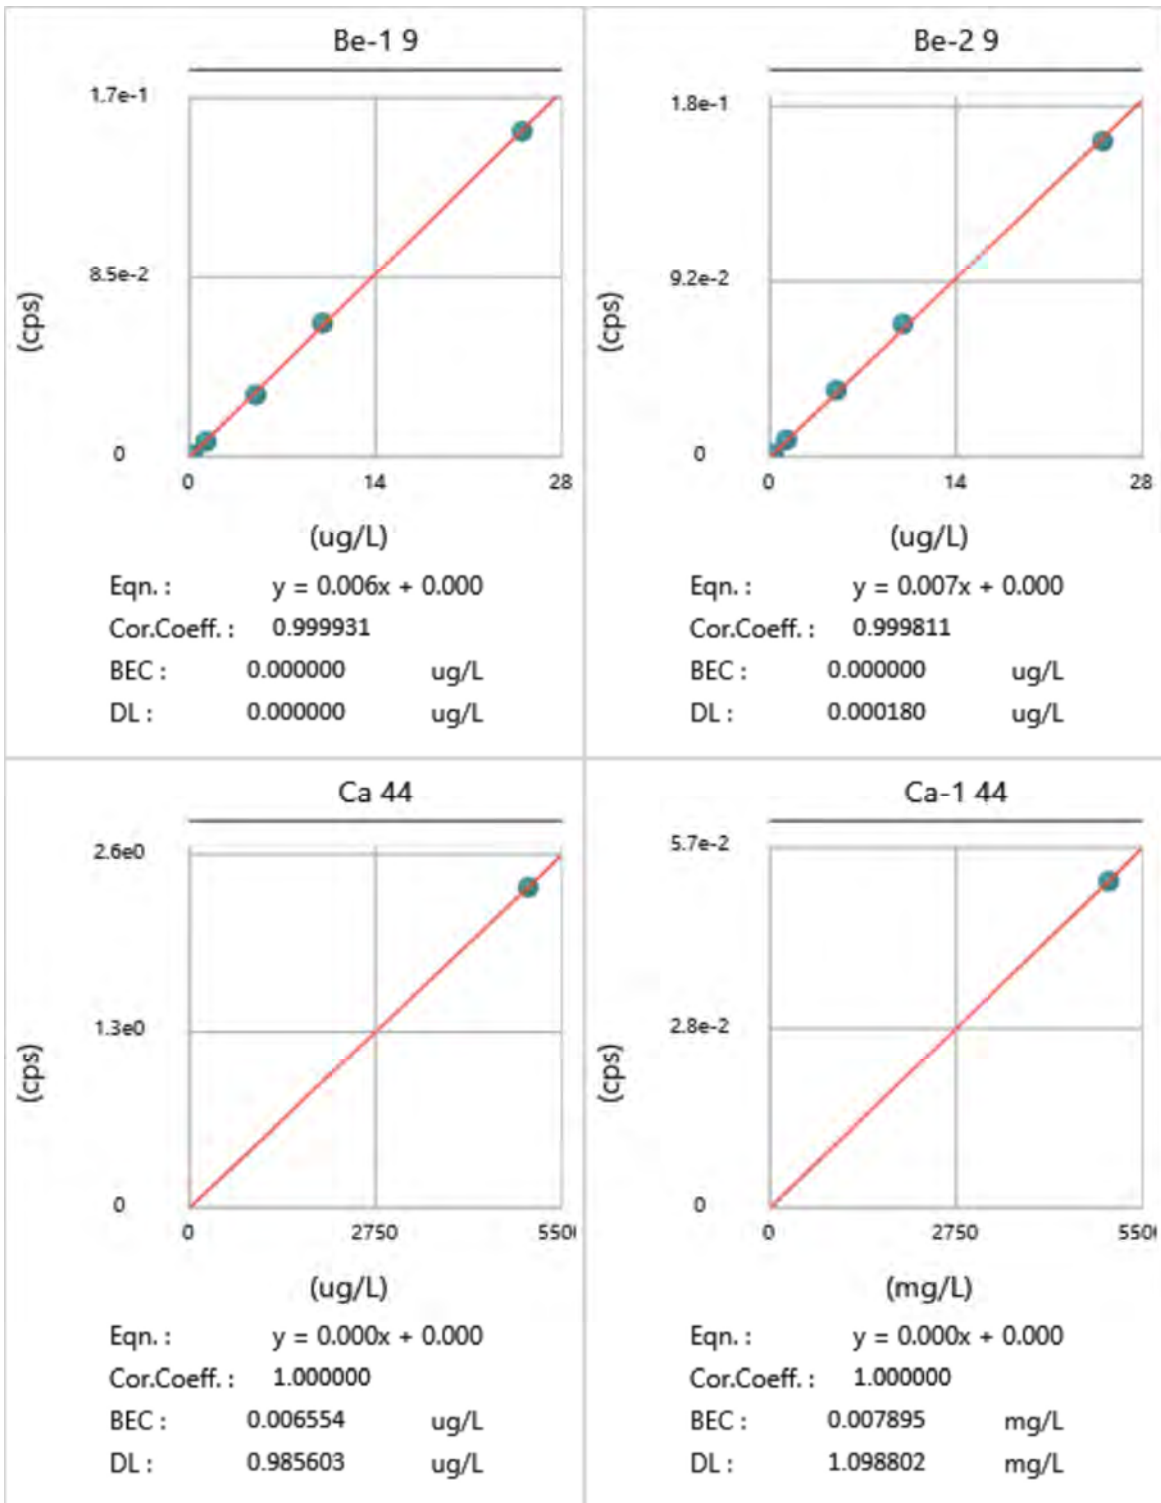 Be-1 9
1.7e-1
8.5e-2
0
(cps)
0 14 28
(ug/L)
Eqn. : y = 0.006x + 0.000
Cor.Coeff. : 0.999931
BEC : 0.000000 ug/L
DL : 0.000000 ug/L
Be-2 9
1.8e-1
9.2e-2
0
(cps)
0 14 28
(ug/L)
Eqn. : y = 0.007x + 0.000
Cor.Coeff. : 0.999811
BEC : 0.000000 ug/L
DL : 0.000180 ug/L
Ca 44
2.6e0
1.3e0
0
(cps)
0 2750 550
(ug/L)
Eqn. : y = 0.000x + 0.000
Cor.Coeff. : 1.000000
BEC : 0.006554 ug/L
DL : 0.985603 ug/L
Ca-1 44
5.7e-2
2.8e-2
0
(cps)
0 2750 550
(mg/L)
Eqn. : y = 0.000x + 0.000
Cor.Coeff. : 1.000000
BEC : 0.007895 mg/L
DL : 1.098802 mg/L